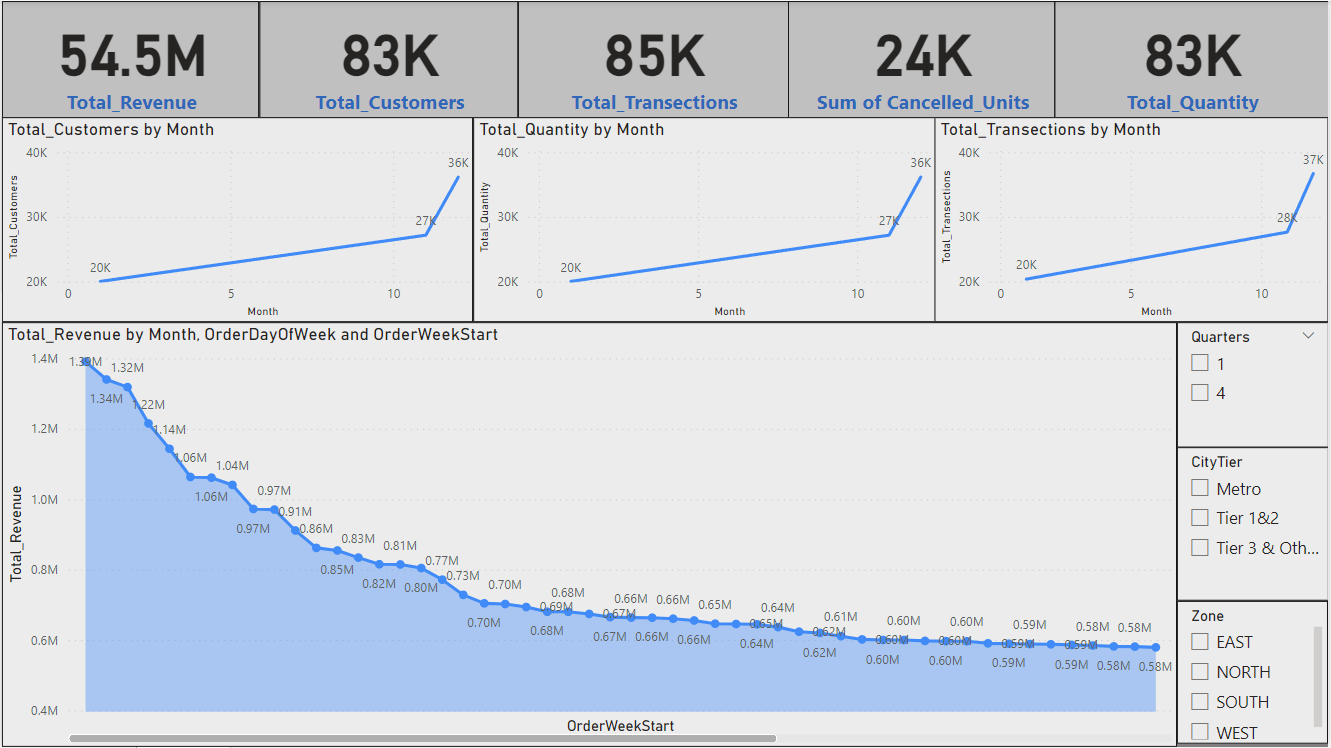 54.5M
Total_Revenue
83K
Total_Customers
85K
Total_Transections
24K
Sum of Cancelled_Units
83K
Total_Quantity
Total_Customers by Month
40K
30K
20K
Total_Customers
20K
27K
36K
0 5 10
Month
Total_Quantity by Month
40K
30K
20K
Total_Quantity
20K
27K
36K
0 5 10
Month
Total_Transections by Month
40K
30K
20K
Total_Transections
20K
28K
37K
0 5 10
Month
Total_Revenue by Month, OrderDayOfWeek and OrderWeekStart
1.4M
1.2M
1.0M
0.8M
0.6M
0.4M
Total_Revenue
1.39M
1.34M
1.32M
1.22M
1.14M
1.06M
1.06M
1.04M
0.97M
0.97M
0.91M
0.86M
0.85M
0.83M
0.82M
0.81M
0.80M
0.77M
0.73M
0.70M
0.70M
0.69M
0.68M
0.68M
0.67M
0.67M
0.66M
0.66M
0.66M
0.66M
0.65M
0.65M
0.64M
0.64M
0.62M
0.62M
0.61M
0.60M
0.60M
0.60M
0.60M
0.60M
0.60M
0.59M
0.59M
0.59M
0.59M
0.59M
0.58M
0.58M
0.58M
0.58M
OrderWeekStart
Quarters
1
4
CityTier
Metro
Tier 1&2
Tier 3 & Oth...
Zone
EAST
NORTH
SOUTH
WEST